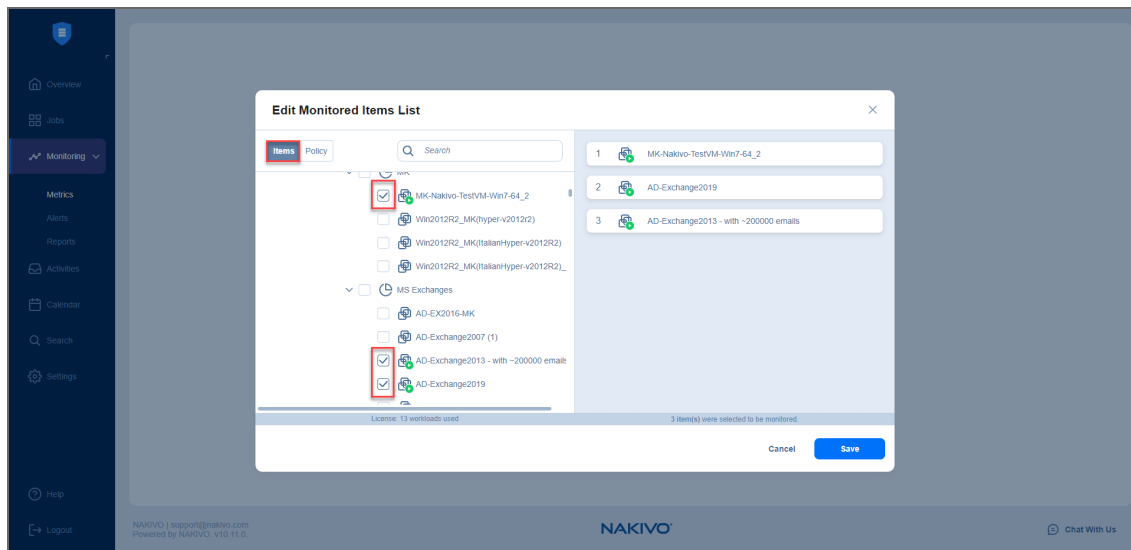 Overview
Jobs
Monitoring
Metrics
Alerts
Reports
Activities
Calendar
Search
Settings
Help
Logout
Edit Monitored Items List
Items
Policy
Search
MK
MK-Nakivo-TestVM-Win7-64_2
Win2012R2_MK(hyper-v2012r2)
Win2012R2_MK(ItalianHyper-v2012R2)
Win2012R2_MK(ItalianHyper-v2012R2)_
MS Exchanges
AD-EX2016-MK
AD-Exchange2007 (1)
AD-Exchange2013 - with ~200000 emails
AD-Exchange2019
License: 13 workloads used
1 MK-Nakivo-TestVM-Win7-64_2
2 AD-Exchange2019
3 AD-Exchange2013 - with ~200000 emails
3 item(s) were selected to be monitored.
Cancel
Save
NAKIVO | support@nakivo.com
Powered by NAKIVO, v10.11.0.
NAKIVO
Chat With Us